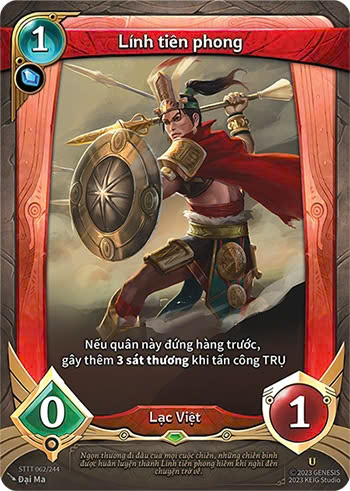 1
Lính tiên phong
Nếu quân này đứng hàng trước,
gây thêm 3 sát thương khi tấn công TRỤ
0
Lạc Việt
1
U
STTT 062/244
Đại Ma
Ngọn thương đi đầu của mọi cuộc chiến, những chiến binh
được huấn luyện thành Lính tiên phong hiếm khi nghĩ đến
chuyện trở về.
©2023 GENESIS
2023 KEIG Studio